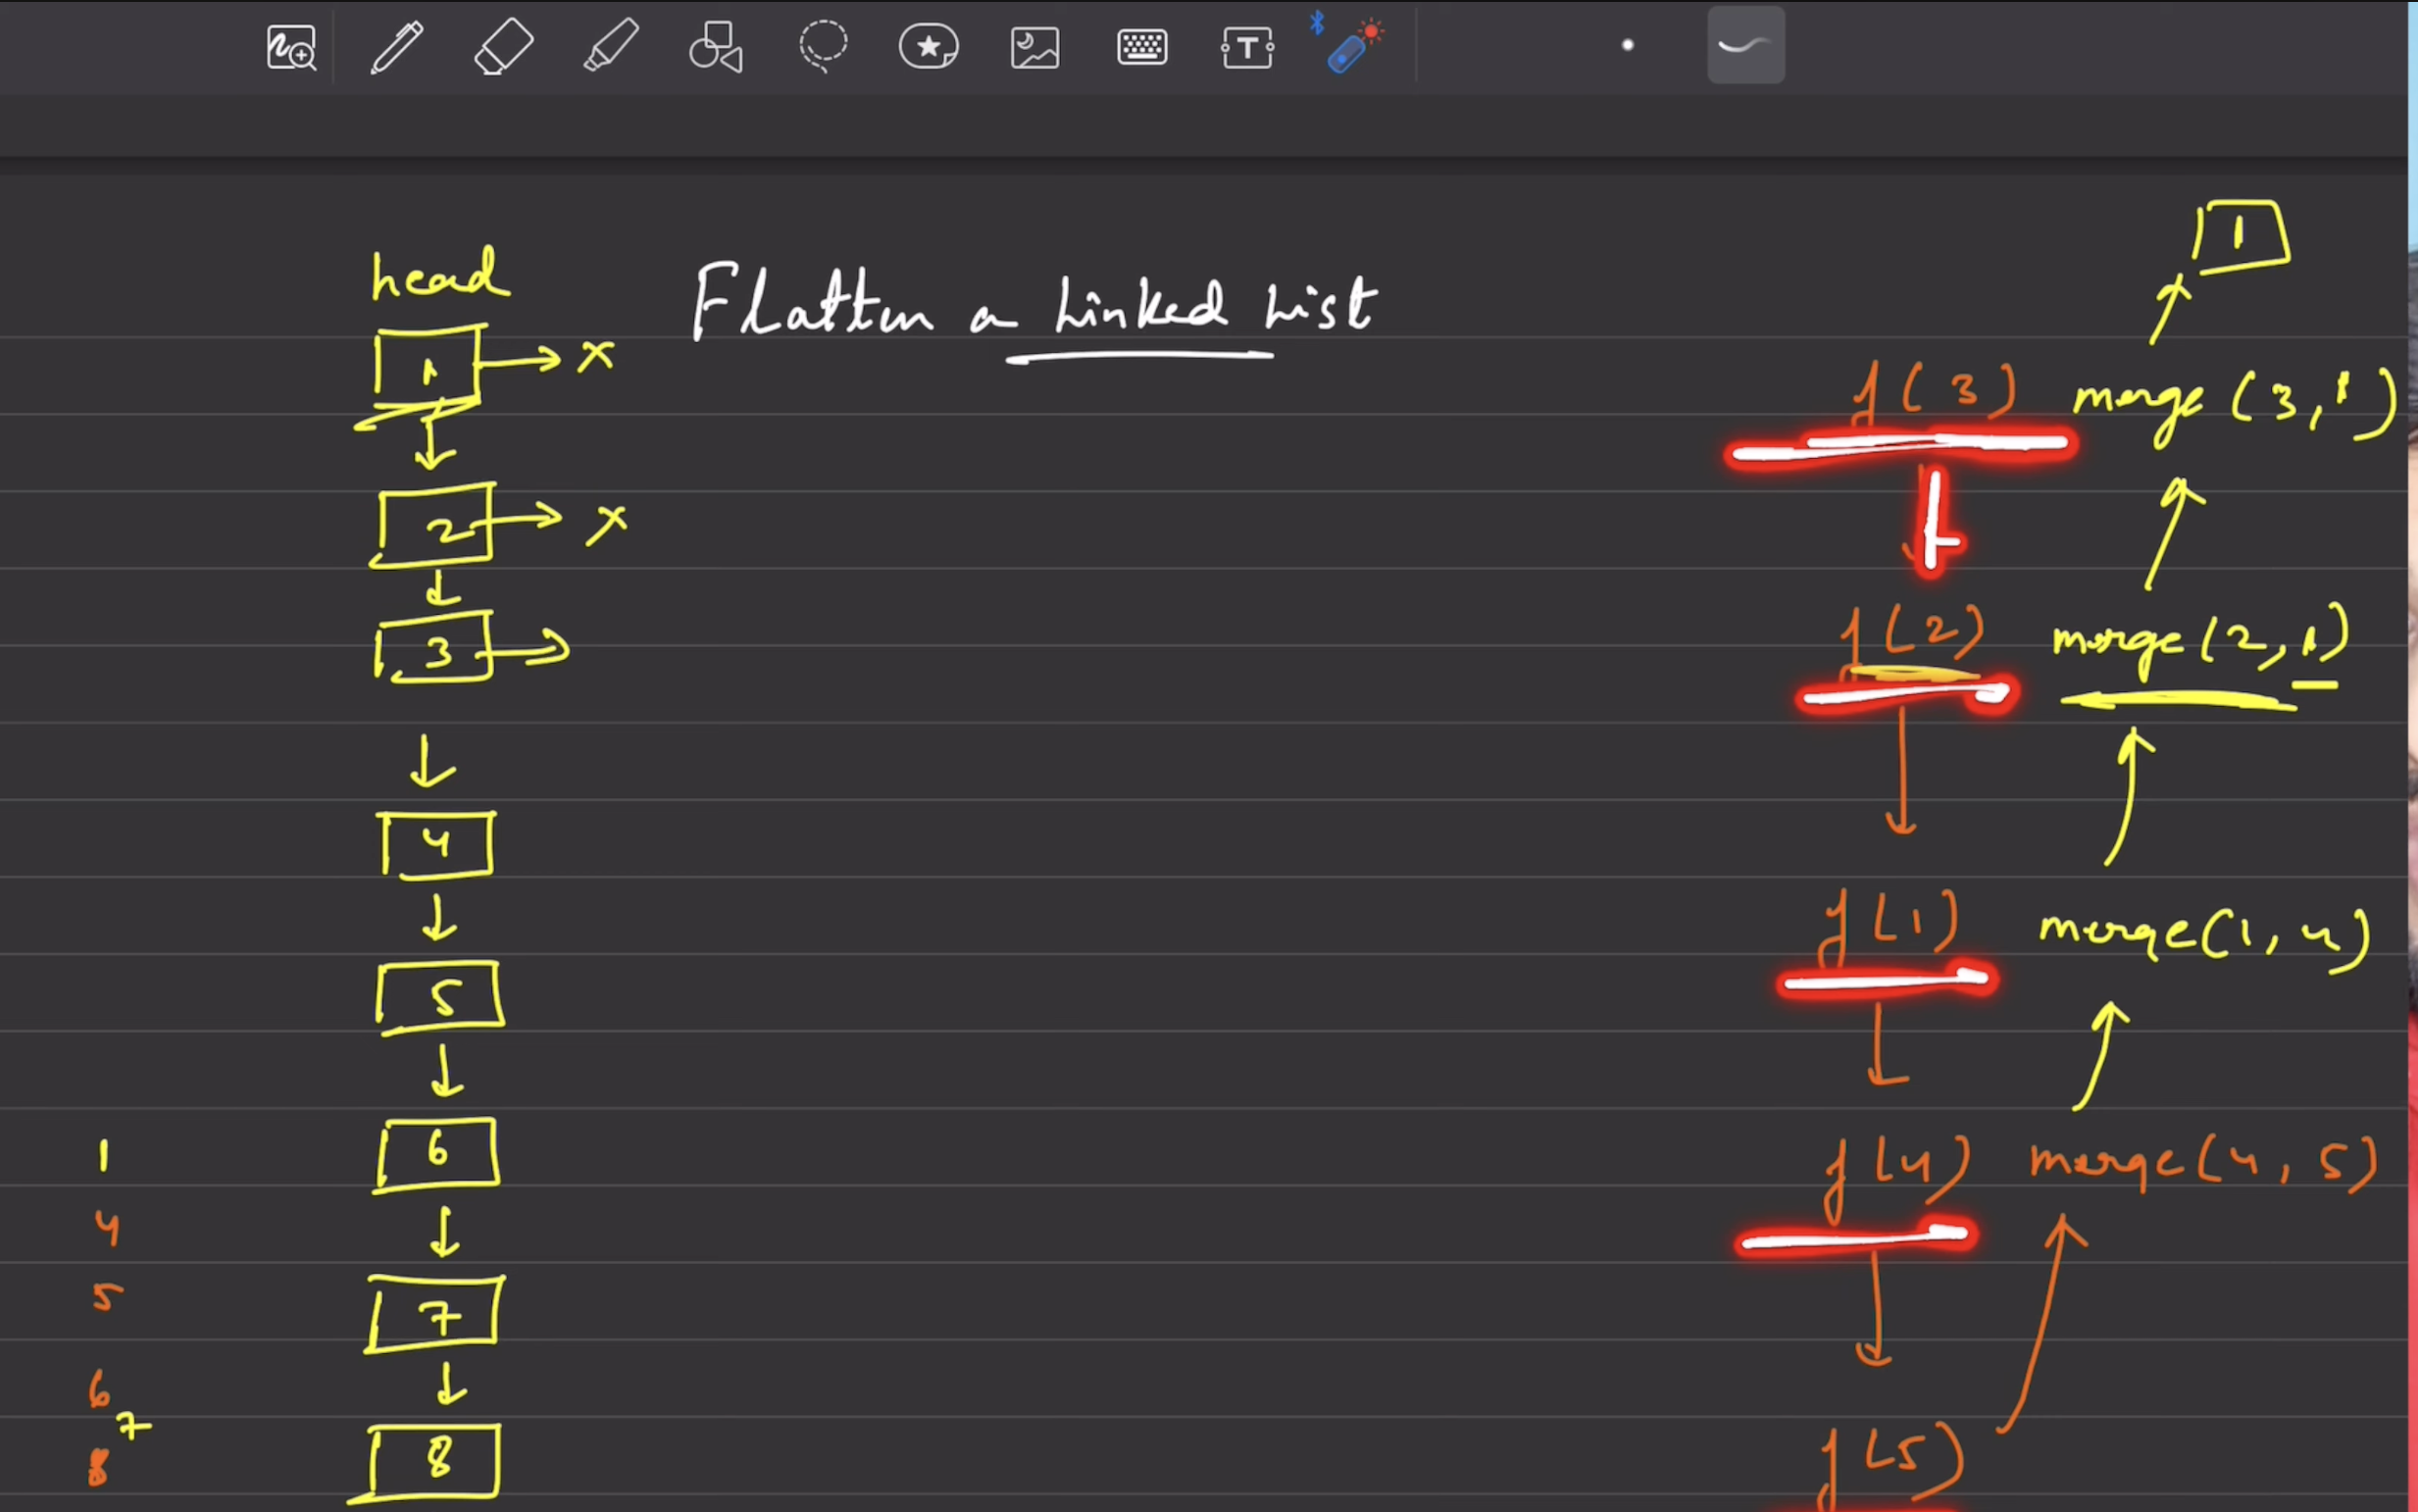 head
Flatten a Linked List
1
1 x
f(3) merge(3,1)
2 x
f(2) merge(2,1)
3
4
f(1) merge(1,4)
5
1
6
f(4) merge(4,5)
4
5
7
6
7
8
8
f(5)
T